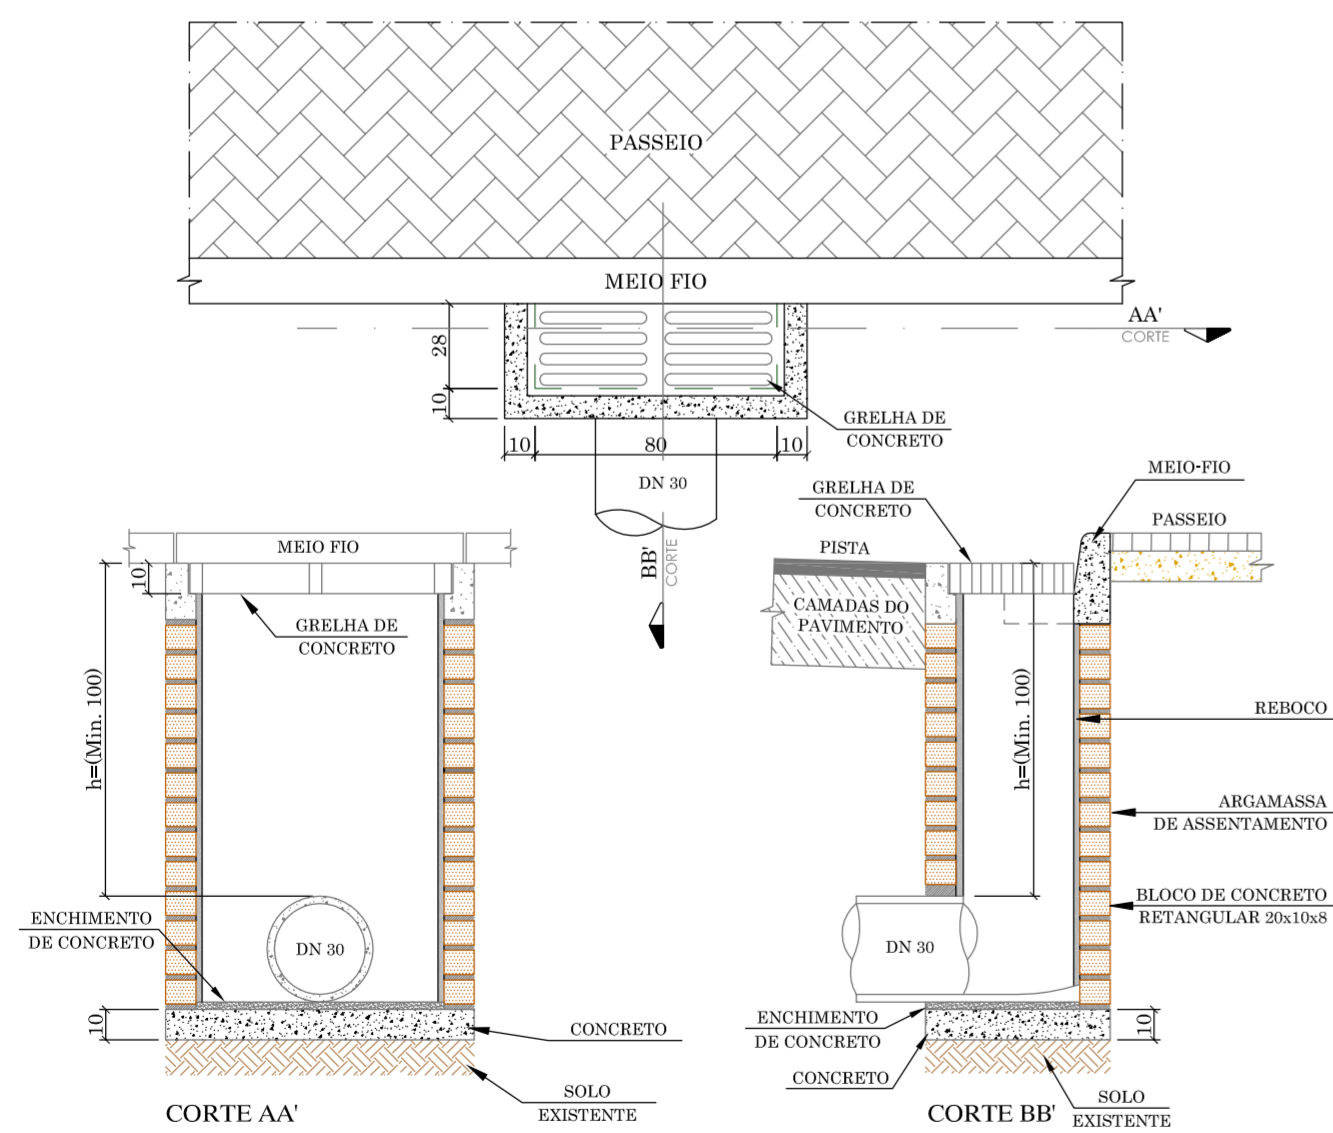 PASSEIO
MEIO FIO
AA'
CORTE
28
10
GRELHA DE
CONCRETO
10
80
10
DN 30
BB'
CORTE
MEIO FIO
10
GRELHA DE
CONCRETO
h=(Min. 100)
ENCHIMENTO
DE CONCRETO
DN 30
10
CONCRETO
SOLO
EXISTENTE
CORTE AA'
MEIO-FIO
GRELHA DE
CONCRETO
PASSEIO
PISTA
CAMADAS DO
PAVIMENTO
h=(Min. 100)
REBOCO
ARGAMASSA
DE ASSENTAMENTO
BLOCO DE CONCRETO
RETANGULAR 20x10x8
DN 30
ENCHIMENTO
DE CONCRETO
10
CONCRETO
SOLO
EXISTENTE
CORTE BB'